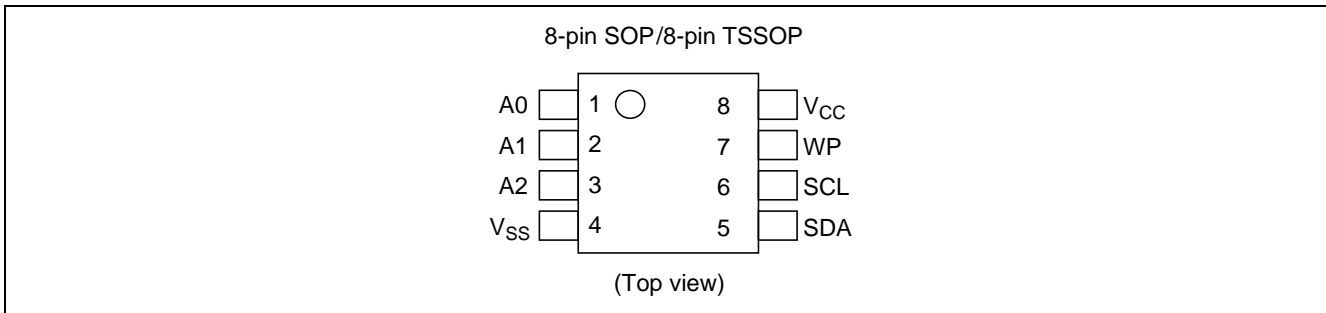 8-pin SOP/8-pin TSSOP
A0 1 8 VCC
A1 2 7 WP
A2 3 6 SCL
VSS 4 5 SDA
(Top view)